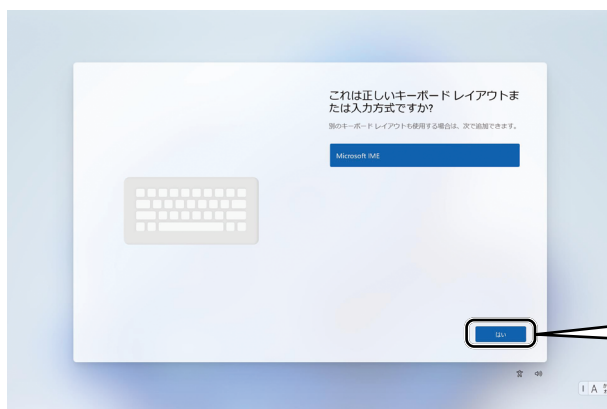 これは正しいキーボード レイアウトま
たは入力方式ですか?
別のキーボード レイアウトも使用する場合は、次で追加できます。
Microsoft IME
はい
A